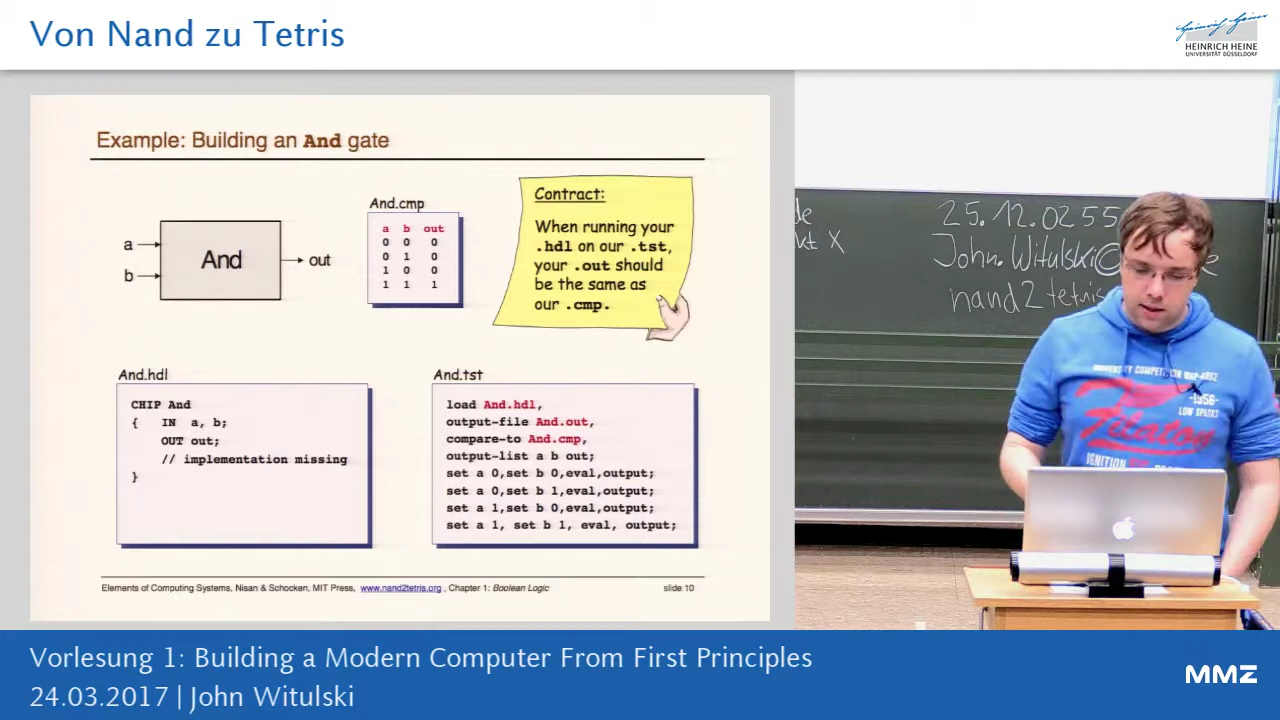 Von Nand zu Tetris
HEINRICH HEINE
UNIVERSITÄT DÜSSELDORF
Example: Building an And gate
a
b
And
out
And.cmp
a b out
0 0 0
0 1 0
1 0 0
1 1 1
Contract:
When running your
.hdl on our .tst,
your .out should
be the same as
our .cmp.
And.hdl
CHIP And
{ IN a, b;
OUT out;
// implementation missing
}
And.tst
load And.hdl,
output-file And.out,
compare-to And.cmp,
output-list a b out;
set a 0,set b 0,eval,output;
set a 0,set b 1,eval,output;
set a 1,set b 0,eval,output;
set a 1, set b 1, eval, output;
Elements of Computing Systems, Nisan & Schocken, MIT Press, www.nand2tetris.org , Chapter 1: Boolean Logic
slide 10
25.12.0255
John.Witulski@
nand2tetris
-1956-
LOW SPARKS
IGNITION
Vorlesung 1: Building a Modern Computer From First Principles
24.03.2017 | John Witulski
MMZ